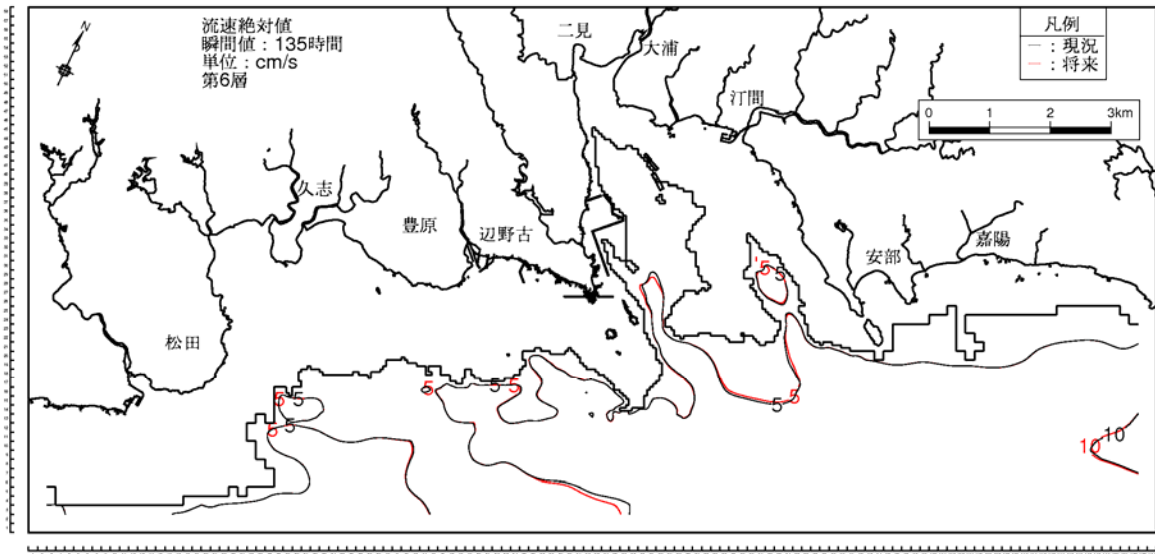 流速絶対値
瞬間値：135時間
単位：cm/s
第6層
N
二見
大浦
汀間
凡例
― : 現況
― : 将来
0 1 2 3km
久志
豊原
辺野古
安部
嘉陽
松田
5 5
5 5
5 5
5
5 5
5 5
10 10